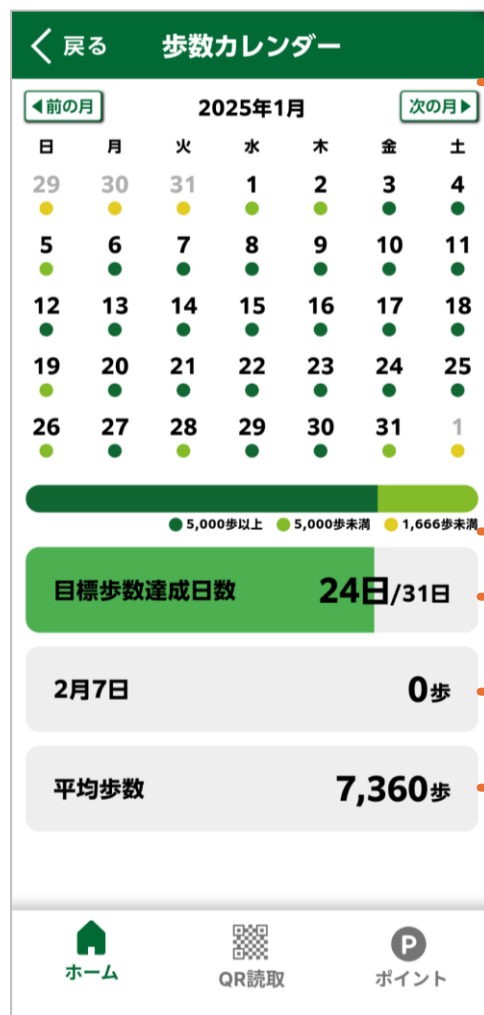 戻る 歩数カレンダー
◀前の月 2025年1月 次の月▶
日 月 火 水 木 金 土
29 30 31 1 2 3 4
5 6 7 8 9 10 11
12 13 14 15 16 17 18
19 20 21 22 23 24 25
26 27 28 29 30 31 1
5,000歩以上 5,000歩未満 1,666歩未満
目標歩数達成日数 24日/31日
2月7日 0歩
平均歩数 7,360歩
P
ホーム QR読取 ポイント